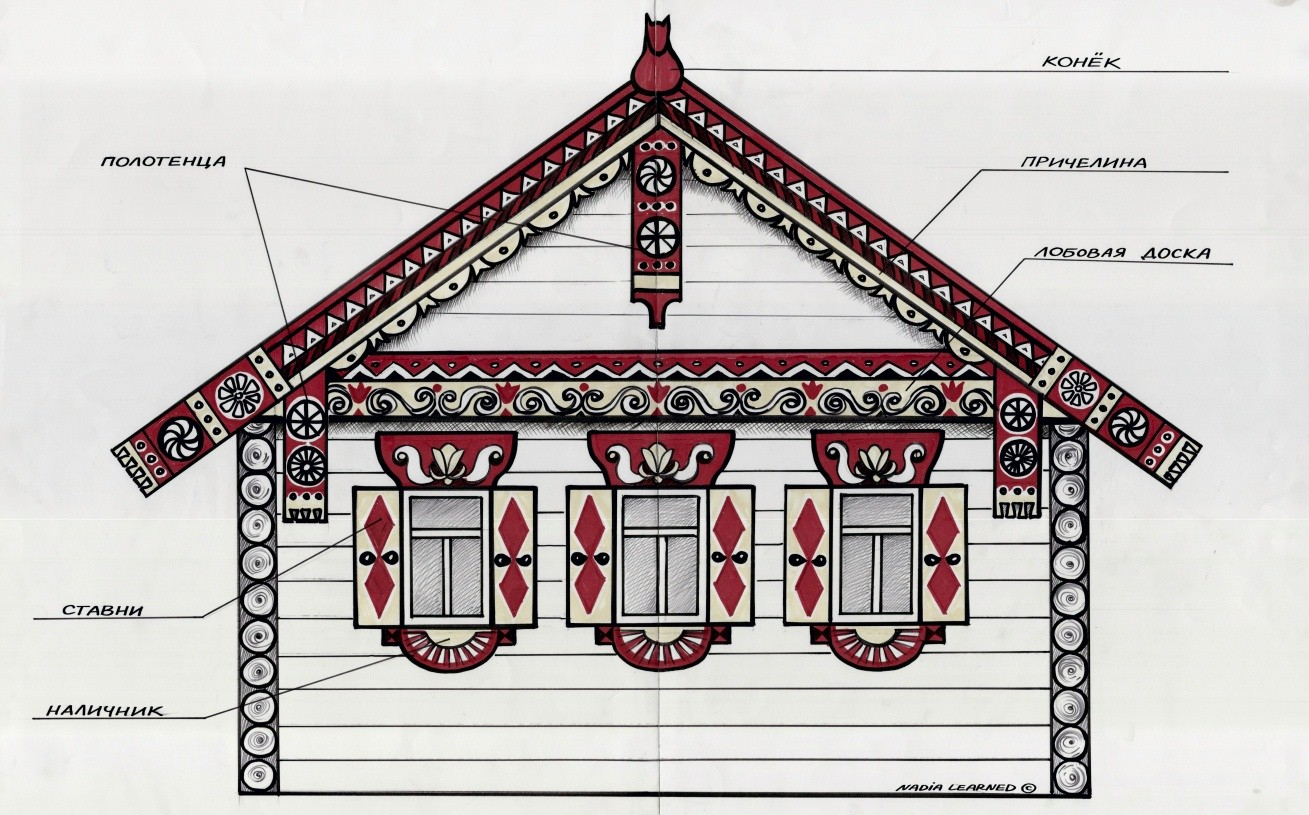 КОНЁК
ПОЛОТЕНЦА
ПРИЧЕЛИНА
ЛОБОВАЯ ДОСКА
СТАВНИ
НАЛИЧНИК
NADiA LEARNED ©